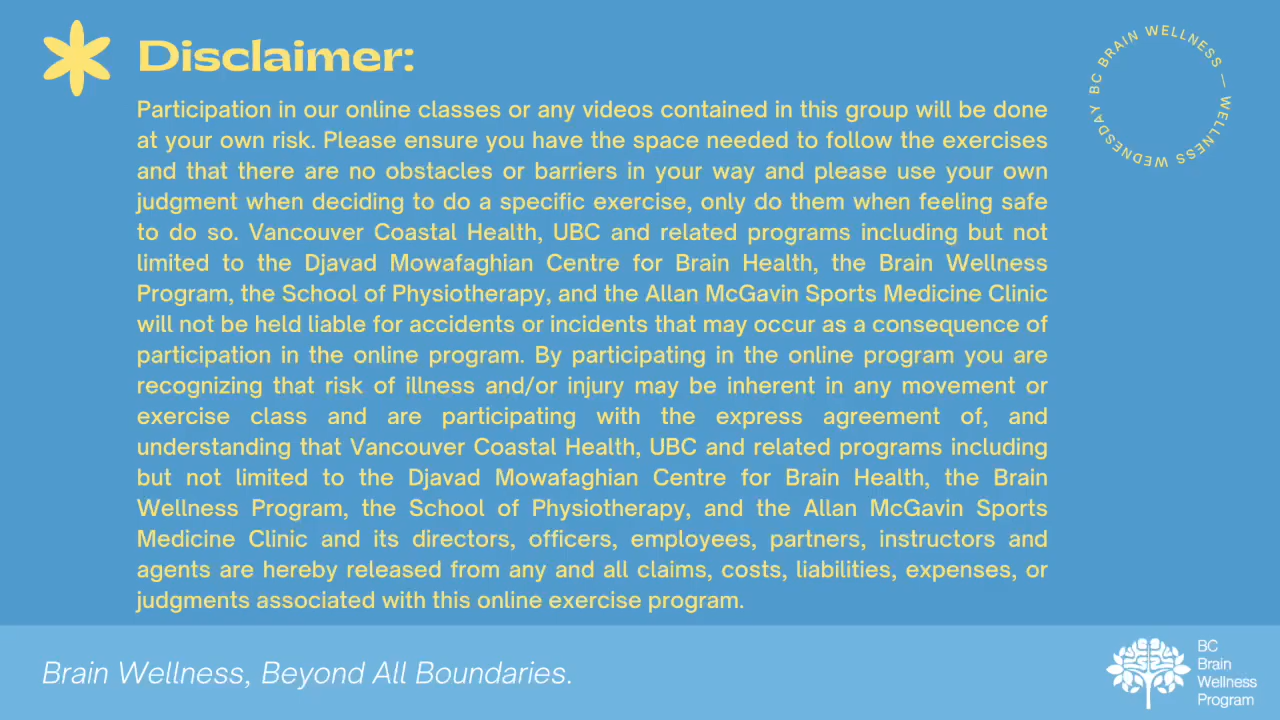 Disclaimer:
Participation in our online classes or any videos contained in this group will be done
at your own risk. Please ensure you have the space needed to follow the exercises
and that there are no obstacles or barriers in your way and please use your own
judgment when deciding to do a specific exercise, only do them when feeling safe
to do so. Vancouver Coastal Health, UBC and related programs including but not
limited to the Djavad Mowafaghian Centre for Brain Health, the Brain Wellness
Program, the School of Physiotherapy, and the Allan McGavin Sports Medicine Clinic
will not be held liable for accidents or incidents that may occur as a consequence of
participation in the online program. By participating in the online program you are
recognizing that risk of illness and/or injury may be inherent in any movement or
exercise class and are participating with the express agreement of, and
understanding that Vancouver Coastal Health, UBC and related programs including
but not limited to the Djavad Mowafaghian Centre for Brain Health, the Brain
Wellness Program, the School of Physiotherapy, and the Allan McGavin Sports
Medicine Clinic and its directors, officers, employees, partners, instructors and
agents are hereby released from any and all claims, costs, liabilities, expenses, or
judgments associated with this online exercise program.
BC BRAIN WELLNESS — WELLNESS WEDNESDAY
Brain Wellness, Beyond All Boundaries.
BC
Brain
Wellness
Program